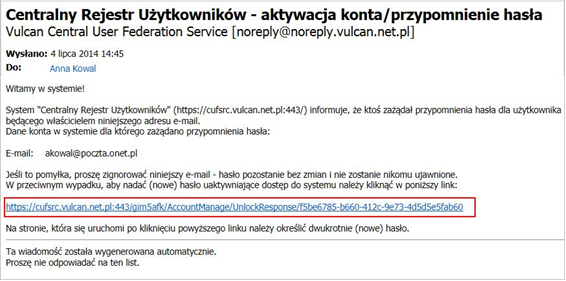 Centralny Rejestr Użytkowników - aktywacja konta/przypomnienie hasła
Vulcan Central User Federation Service [noreply@noreply.vulcan.net.pl]
Wysłano: 4 lipca 2014 14:45
Do: Anna Kowal
Witamy w systemie!
System "Centralny Rejestr Użytkowników" (https://cufsrc.vulcan.net.pl:443/) informuje, że ktoś zażądał przypomnienia hasła dla użytkownika
będącego właścicielem niniejszego adresu e-mail.
Dane konta w systemie dla którego zażądano przypomnienia hasła:
E-mail: akowal@poczta.onet.pl
Jeśli to pomyłka, proszę zignorować niniejszy e-mail - hasło pozostanie bez zmian i nie zostanie nikomu ujawnione.
W przeciwnym wypadku, aby nadać (nowe) hasło uaktywniające dostęp do systemu należy kliknąć w poniższy link:
https://cufsrc.vulcan.net.pl:443/gim5afk/AccountManage/UnlockResponse/f5be6785-b660-412c-9e73-4d5d5e5fab60
Na stronie, która się uruchomi po kliknięciu powyższego linku należy określić dwukrotnie (nowe) hasło.
Ta wiadomość została wygenerowana automatycznie.
Proszę nie odpowiadać na ten list.